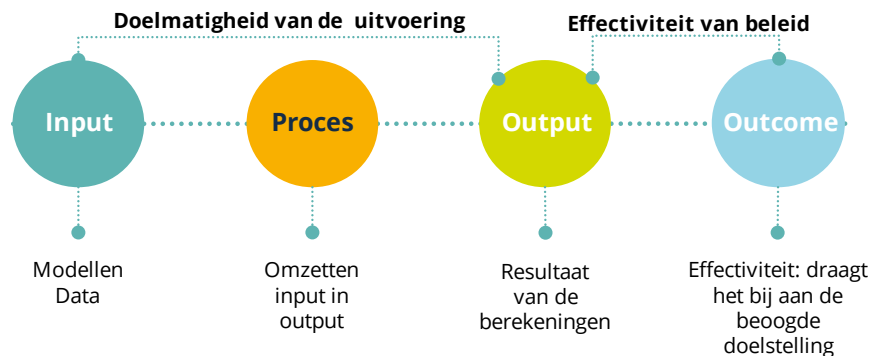 Doelmatigheid van de uitvoering
Effectiviteit van beleid
Input
Proces
Output
Outcome
Modellen
Data
Omzetten
input in
output
Resultaat
van de
berekeningen
Effectiviteit: draagt
het bij aan de
beoogde
doelstelling